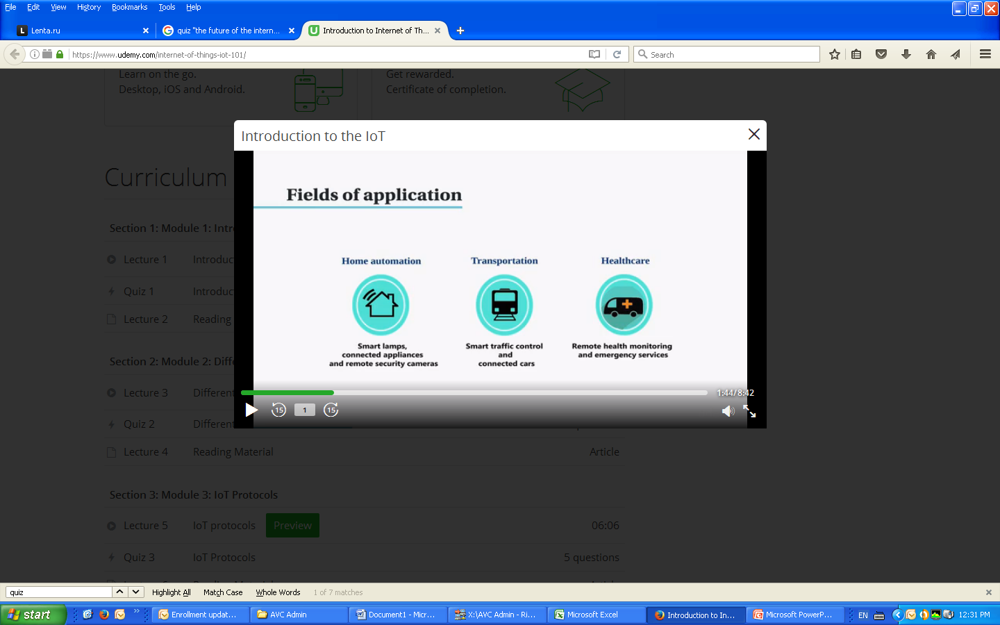 File Edit View History Bookmarks Tools Help
L Lenta.ru
quiz "the future of the intern...
Introduction to Internet of Th...
https://www.udemy.com/internet-of-things-iot-101/
Search
Learn on the go.
Desktop, iOS and Android.
Get rewarded.
Certificate of completion.
Introduction to the IoT
Curriculum
Fields of application
Home automation
Smart lamps,
connected appliances
and remote security cameras
Transportation
Smart traffic control
and
connected cars
Healthcare
Remote health monitoring
and emergency services
15 1 15
1:44/8:42
Section 1: Module 1: Intr
Lecture 1 Introduc
Quiz 1 Introduc
Lecture 2 Reading
Section 2: Module 2: Diffe
Lecture 3 Different
Quiz 2 Different
Lecture 4 Reading Material Article
Section 3: Module 3: IoT Protocols
Lecture 5 IoT protocols Preview 06:06
Quiz 3 IoT Protocols 5 questions
quiz Highlight All Match Case Whole Words 1 of 7 matches
start Enrollment updat... AVC Admin Document1 - Micr... X:\AVC Admin - Ri... Microsoft Excel Introduction to In... Microsoft PowerP... EN 12:31 PM